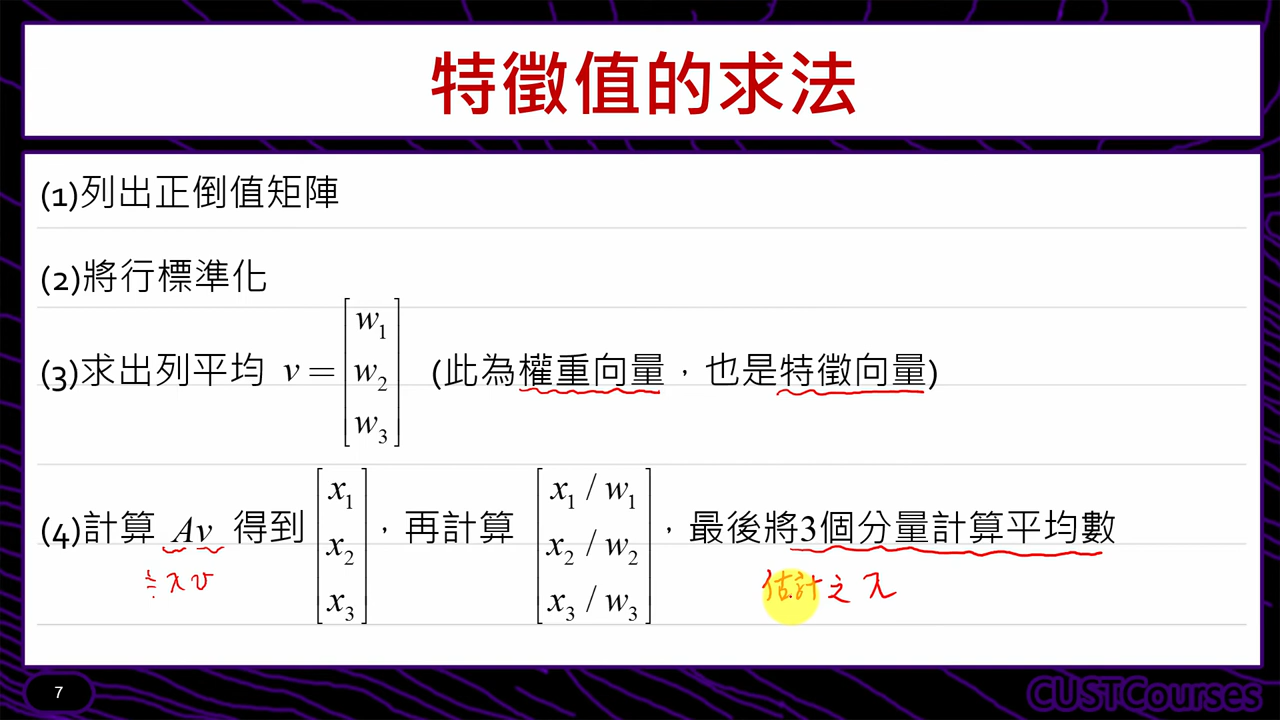 特徵值的求法
(1)列出正倒值矩陣
(2)將行標準化
(3)求出列平均 v = [w1 w2 w3] (此為權重向量，也是特徵向量)
(4)計算 Av 得到 [x1 x2 x3]，再計算 [x1 / w1 x2 / w2 x3 / w3]，最後將3個分量計算平均數
≒ λv
估計之 λ
7
CUSTCourses